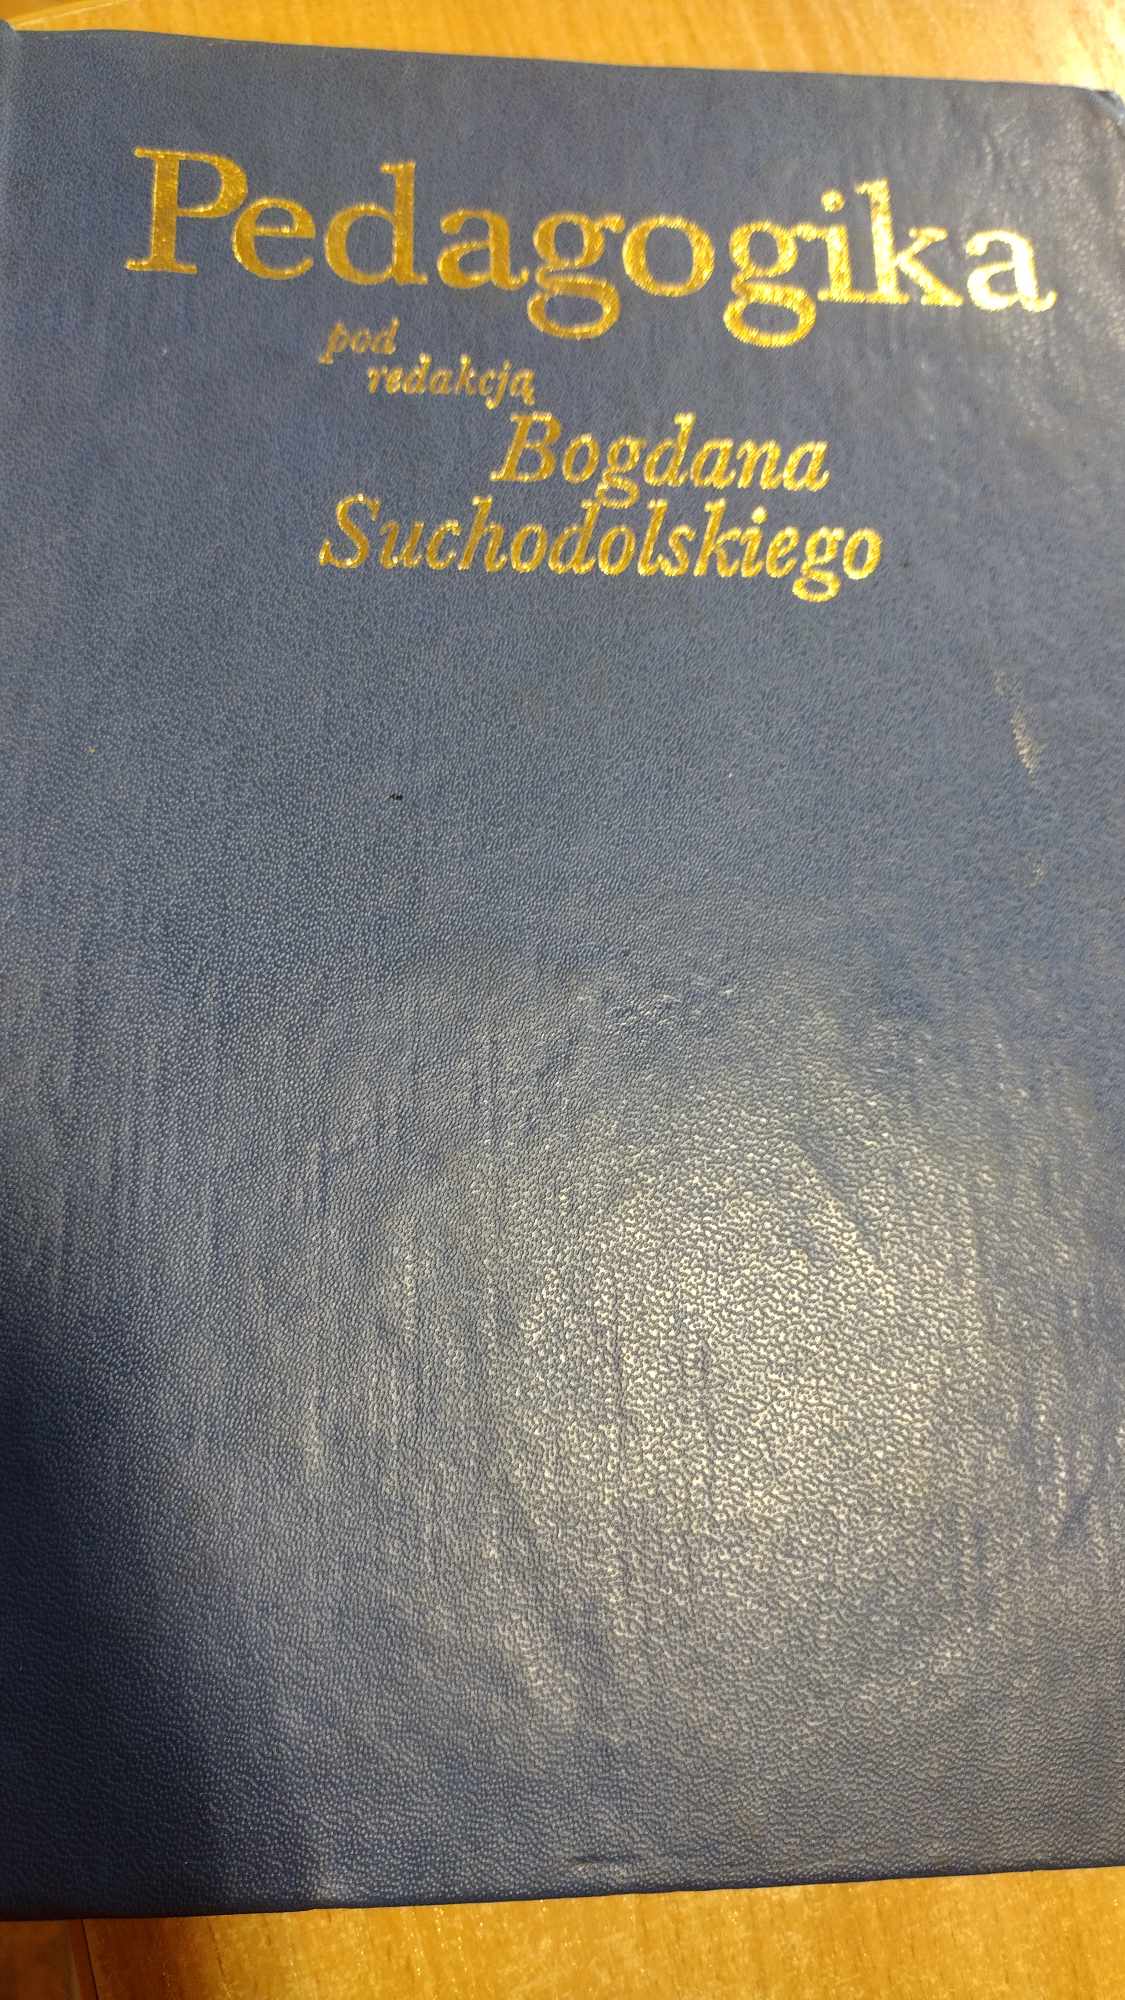 Pedagogika
pod
redakcją
Bogdana
Suchodolskiego